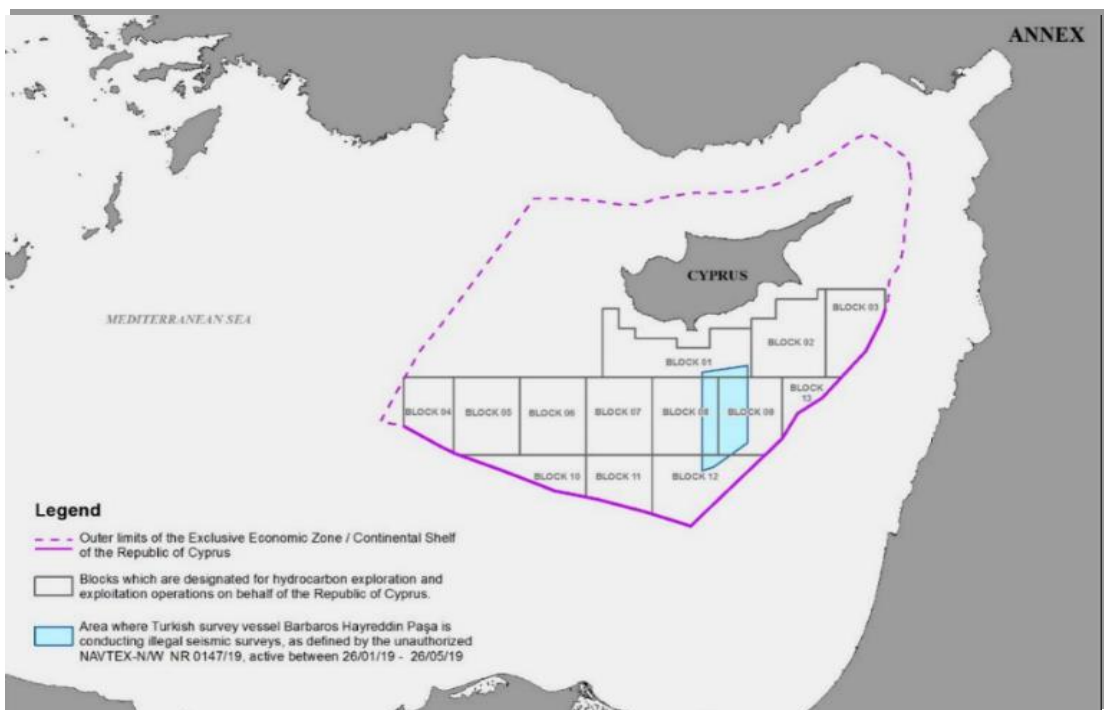 ANNEX
CYPRUS
MEDITERRANEAN SEA
BLOCK 03
BLOCK 02
BLOCK 01
BLOCK
13
BLOCK 04
BLOCK 05
BLOCK 06
BLOCK 07
BLOCK 08
BLOCK 09
BLOCK 10
BLOCK 11
BLOCK 12
Legend
Outer limits of the Exclusive Economic Zone / Continental Shelf
of the Republic of Cyprus
Blocks which are designated for hydrocarbon exploration and
exploitation operations on behalf of the Republic of Cyprus.
Area where Turkish survey vessel Barbaros Hayreddin Paşa is
conducting illegal seismic surveys, as defined by the unauthorized
NAVTEX-N/W NR 0147/19, active between 26/01/19 - 26/05/19